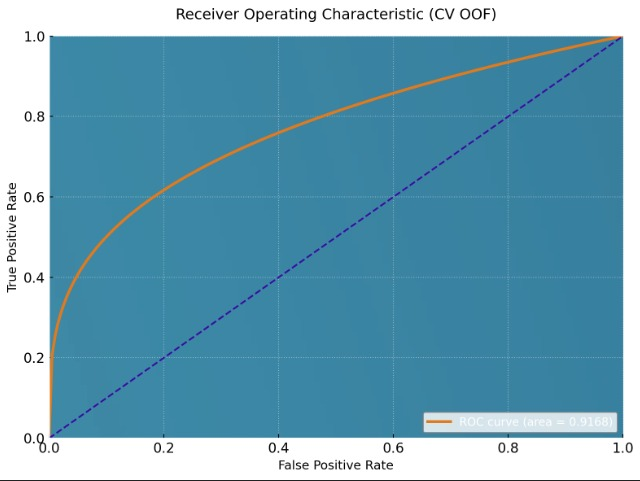 Receiver Operating Characteristic (CV OOF)
1.0
0.8
0.6
0.4
0.2
0.0
True Positive Rate
ROC curve (area = 0.9168)
0.0 0.2 0.4 0.6 0.8 1.0
False Positive Rate